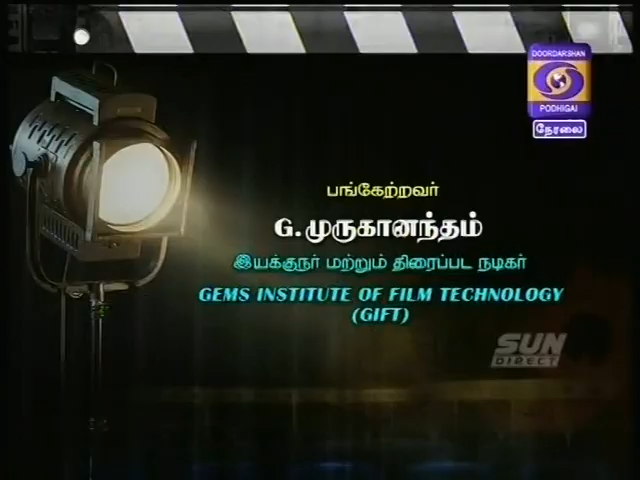 DOORDARSHAN
PODHIGAI
நேரலை
பங்கேற்றவர்
G.முருகானந்தம்
இயக்குநர் மற்றும் திரைப்பட நடிகர்
GEMS INSTITUTE OF FILM TECHNOLOGY
(GIFT)
SUN
DIRECT